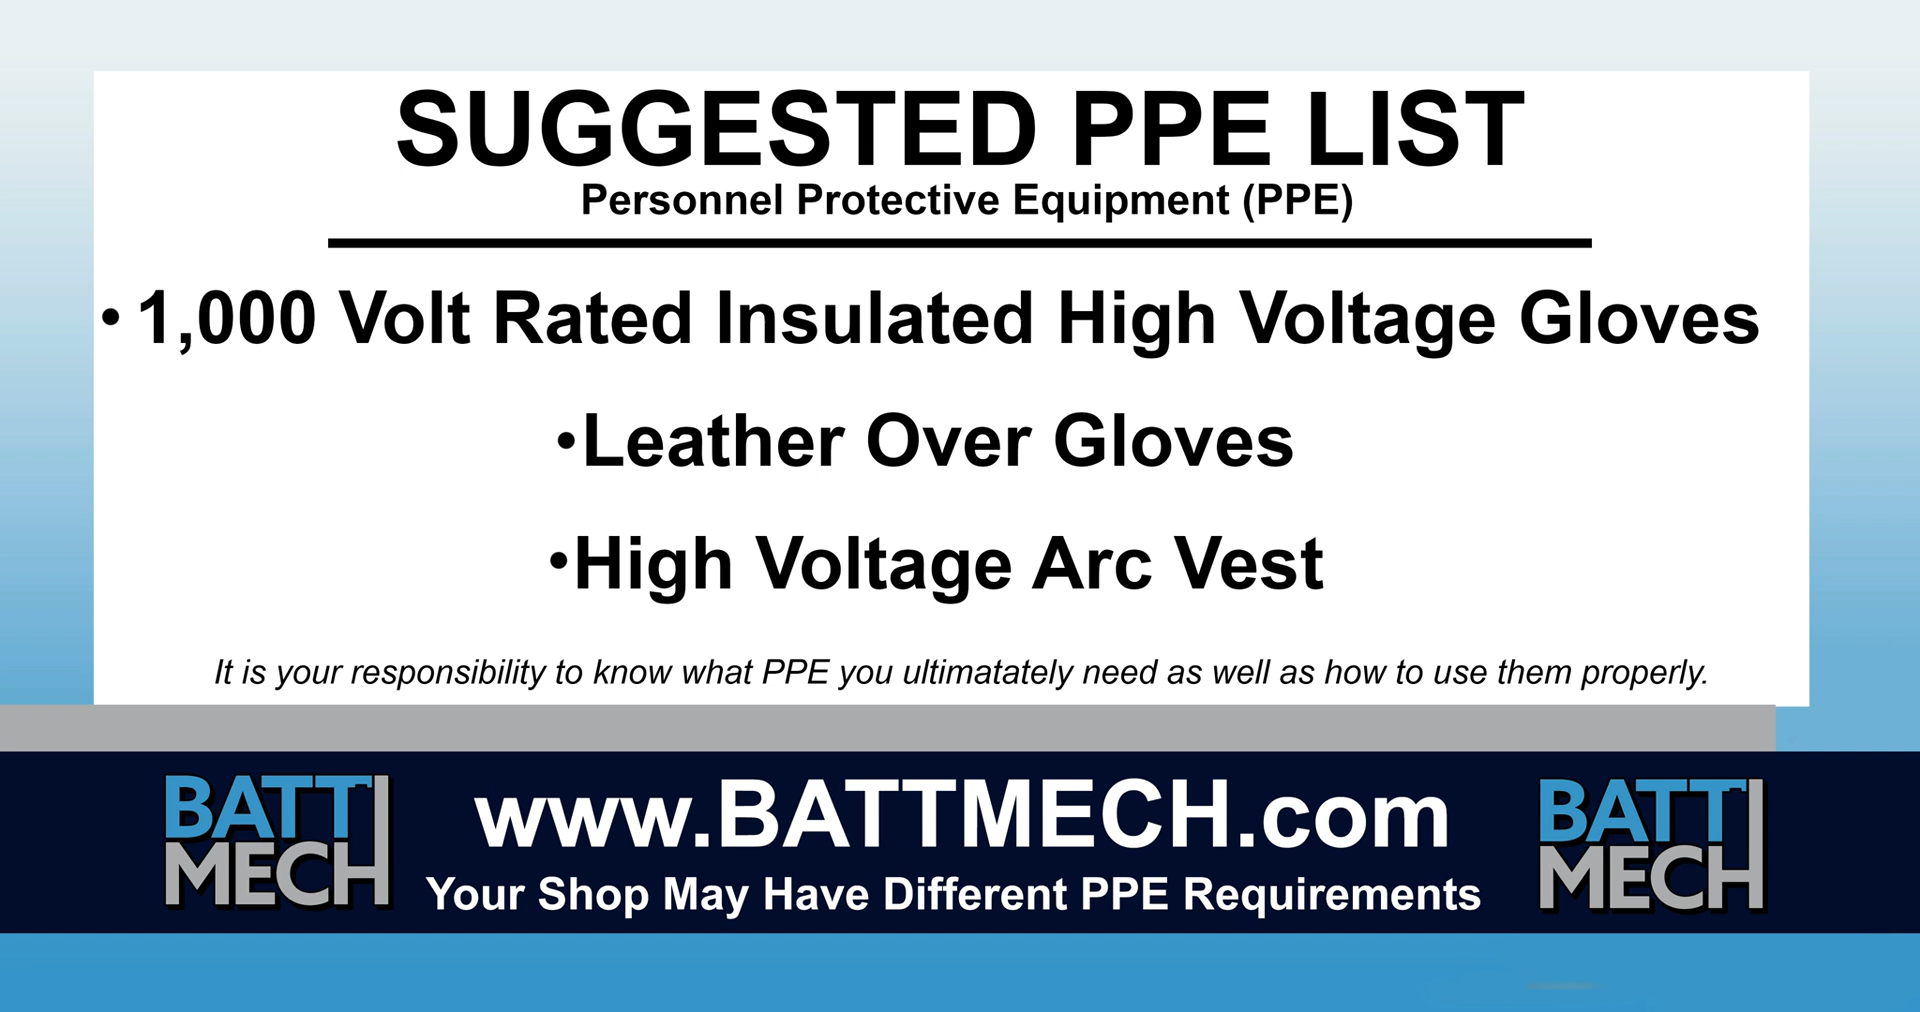 SUGGESTED PPE LIST
Personnel Protective Equipment (PPE)
• 1,000 Volt Rated Insulated High Voltage Gloves
•Leather Over Gloves
•High Voltage Arc Vest
It is your responsibility to know what PPE you ultimatately need as well as how to use them properly.
BATT
MECH
www.BATTMECH.com
Your Shop May Have Different PPE Requirements
BATT
MECH